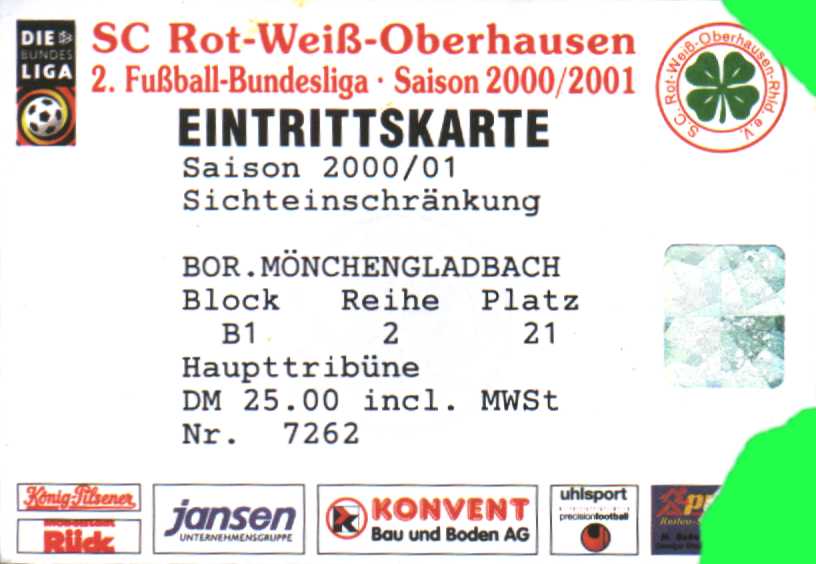 DIE
BUNDES
LIGA
SC Rot-Weiß-Oberhausen
2. Fußball-Bundesliga · Saison 2000/2001
S.C. Rot-Weiß-Oberhausen-Rhld. e.V.
EINTRITTSKARTE
Saison 2000/01
Sichteinschränkung
BOR.MÖNCHENGLADBACH
Block Reihe Platz
B1 2 21
Haupttribüne
DM 25.00 incl. MWSt
Nr. 7262
König-Pilsener
Rück
jansen
UNTERNEHMENSGRUPPE
KONVENT
Bau und Boden AG
uhlsport
precisionfootball